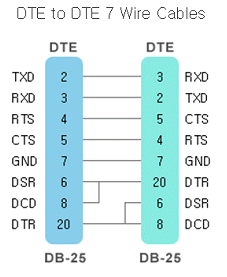 DTE to DTE 7 Wire Cables
DTE DTE
TXD 2 3 RXD
RXD 3 2 TXD
RTS 4 5 CTS
CTS 5 4 RTS
GND 7 7 GND
DSR 6 20 DTR
DCD 8 6 DSR
DTR 20 8 DCD
DB-25 DB-25